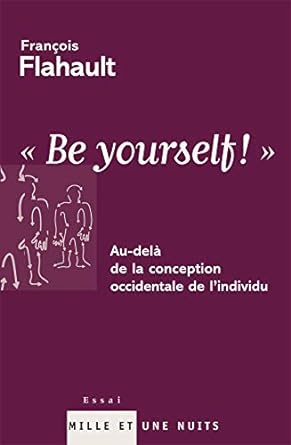 François
Flahault
« Be yourself! »
Au-delà
de la conception
occidentale de l'individu
Essai
MILLE ET UNE NUITS